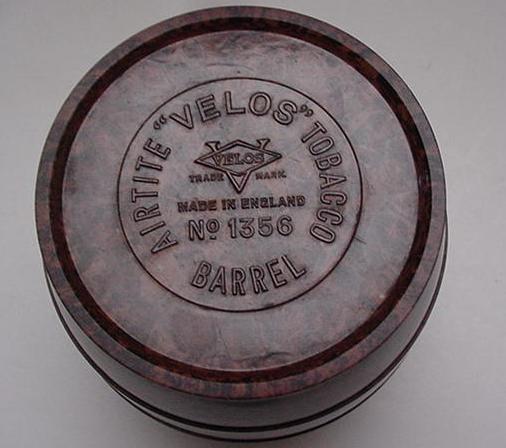 AIRTITE "VELOS" TOBACCO
VELOS
TRADE MARK
MADE IN ENGLAND
No 1356
BARREL